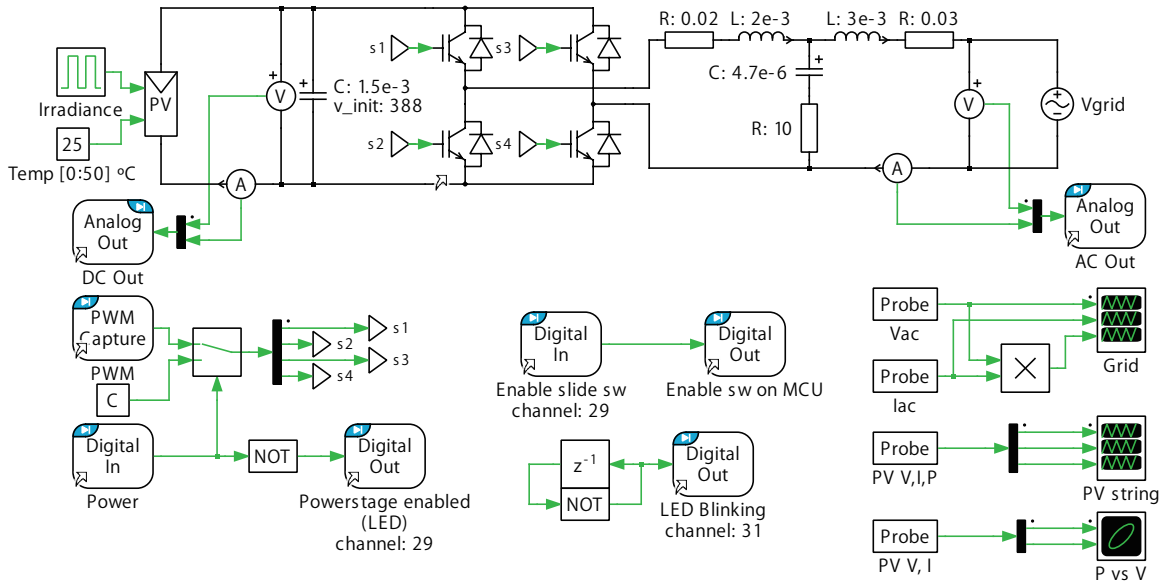 R: 0.02
L: 2e-3
L: 3e-3
R: 0.03
s1
s3
PV
V
C: 1.5e-3
v_init: 388
C: 4.7e-6
V
Vgrid
Irradiance
25
s2
s4
R: 10
Temp [0:50] ºC
A
A
Analog
Out
DC Out
Analog
Out
AC Out
PWM
Capture
PWM
C
s1
s2
s3
s4
Digital
In
Enable slide sw
channel: 29
Digital
Out
Enable sw on MCU
Probe
Vac
Probe
Iac
×
Grid
Digital
In
Power
NOT
Digital
Out
Powerstage enabled
(LED)
channel: 29
z⁻¹
NOT
Digital
Out
LED Blinking
channel: 31
Probe
PV V,I,P
PV string
Probe
PV V, I
P vs V